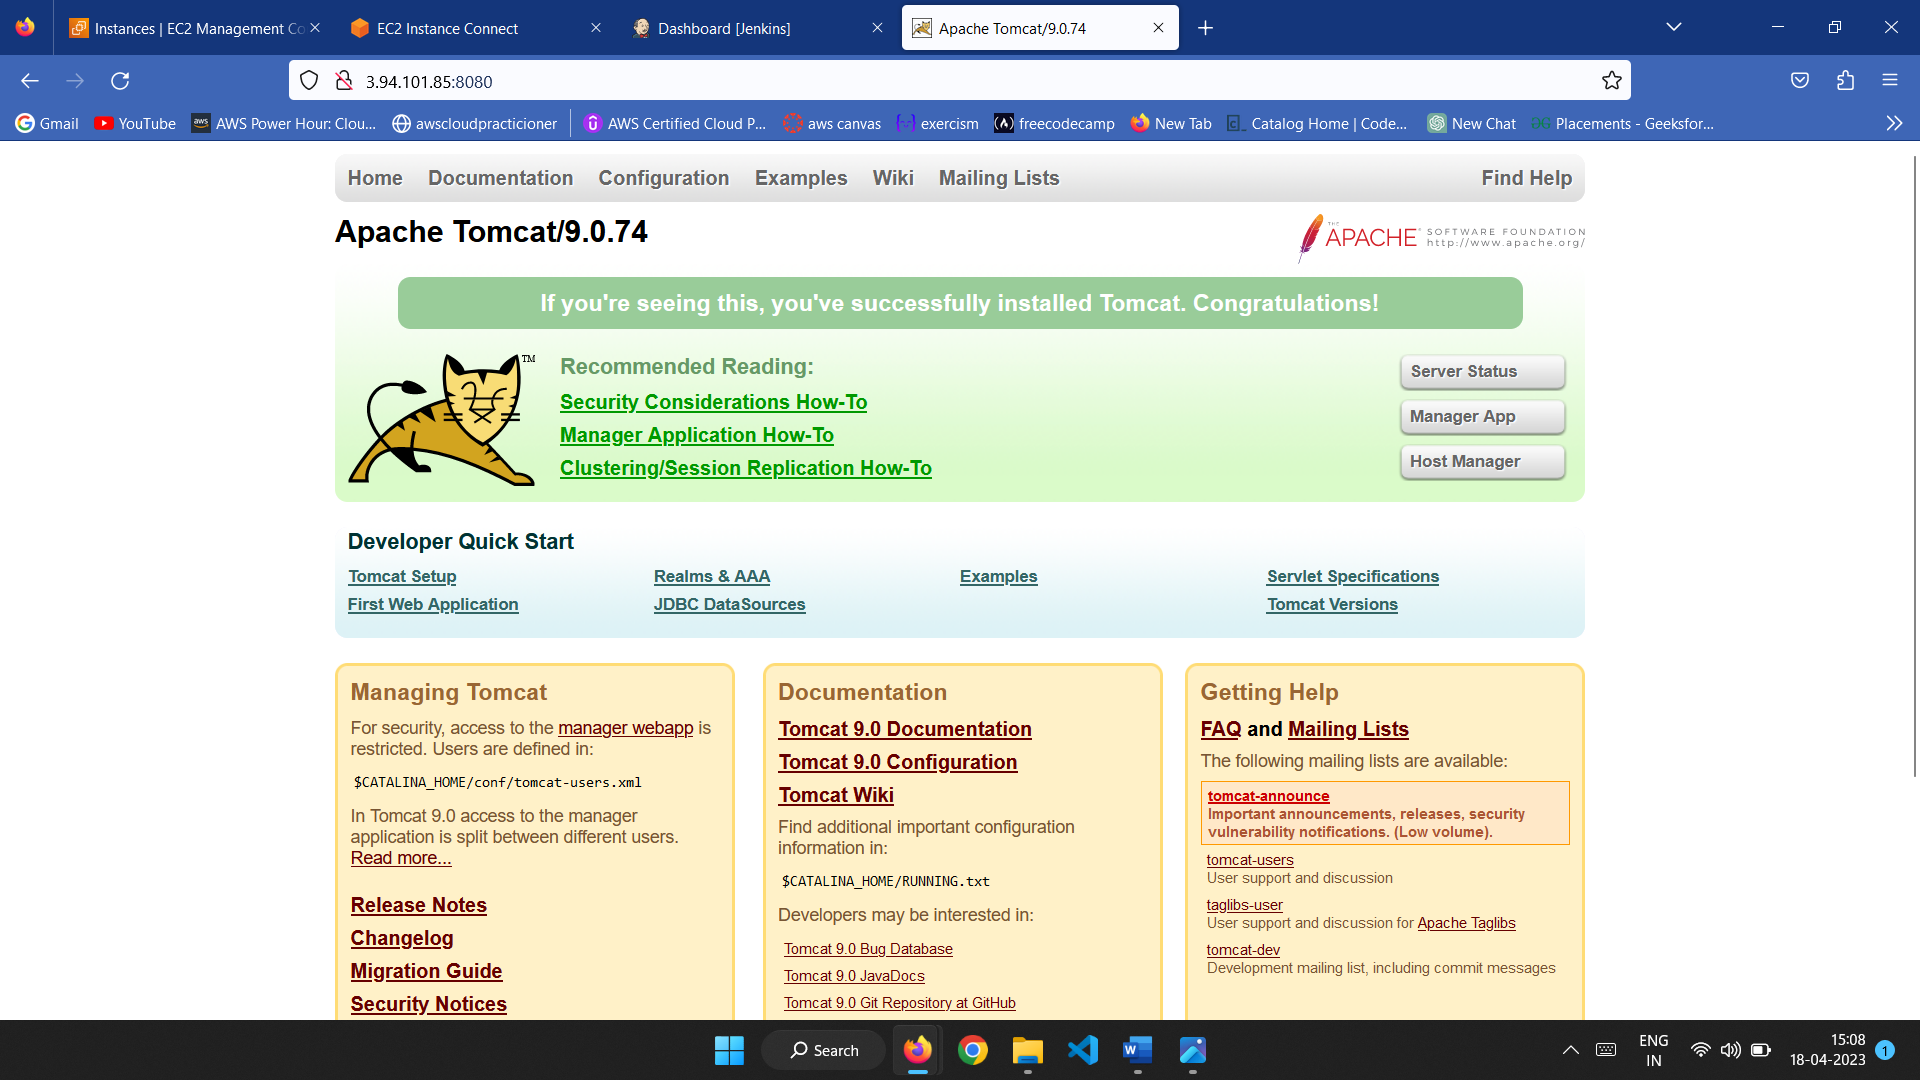 Instances | EC2 Management Co
EC2 Instance Connect
Dashboard [Jenkins]
Apache Tomcat/9.0.74
3.94.101.85:8080
Gmail
YouTube
aws
AWS Power Hour: Clou...
awscloudpracticioner
AWS Certified Cloud P...
aws canvas
exercism
freecodecamp
New Tab
Catalog Home | Code...
New Chat
Placements - Geeksfor...
Home
Documentation
Configuration
Examples
Wiki
Mailing Lists
Find Help
Apache Tomcat/9.0.74
THE
APACHE
SOFTWARE FOUNDATION
http://www.apache.org/
If you're seeing this, you've successfully installed Tomcat. Congratulations!
TM
Recommended Reading:
Security Considerations How-To
Manager Application How-To
Clustering/Session Replication How-To
Server Status
Manager App
Host Manager
Developer Quick Start
Tomcat Setup
First Web Application
Realms & AAA
JDBC DataSources
Examples
Servlet Specifications
Tomcat Versions
Managing Tomcat
For security, access to the manager webapp is
restricted. Users are defined in:
$CATALINA_HOME/conf/tomcat-users.xml
In Tomcat 9.0 access to the manager
application is split between different users.
Read more...
Release Notes
Changelog
Migration Guide
Security Notices
Documentation
Tomcat 9.0 Documentation
Tomcat 9.0 Configuration
Tomcat Wiki
Find additional important configuration
information in:
$CATALINA_HOME/RUNNING.txt
Developers may be interested in:
Tomcat 9.0 Bug Database
Tomcat 9.0 JavaDocs
Tomcat 9.0 Git Repository at GitHub
Getting Help
FAQ and Mailing Lists
The following mailing lists are available:
tomcat-announce
Important announcements, releases, security
vulnerability notifications. (Low volume).
tomcat-users
User support and discussion
taglibs-user
User support and discussion for Apache Taglibs
tomcat-dev
Development mailing list, including commit messages
Search
ENG
IN
15:08
18-04-2023
1